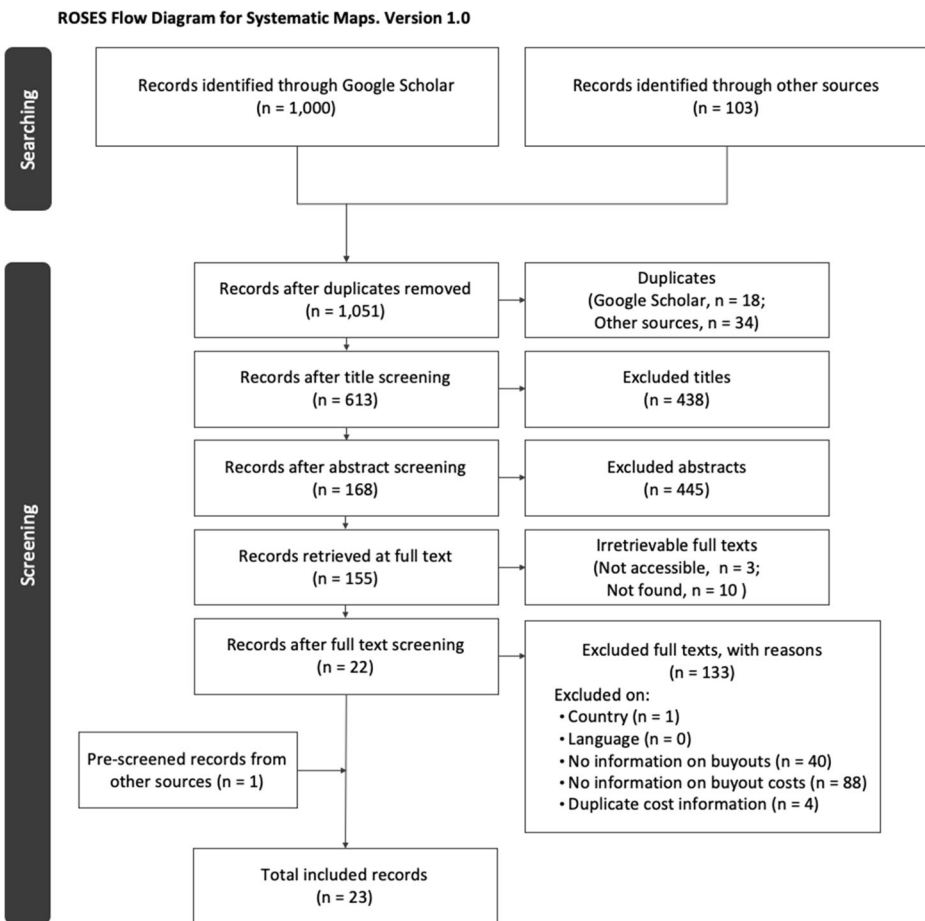 ROSES Flow Diagram for Systematic Maps. Version 1.0
Searching
Records identified through Google Scholar
(n = 1,000)
Records identified through other sources
(n = 103)
Screening
Records after duplicates removed
(n = 1,051)
Duplicates
(Google Scholar, n = 18;
Other sources, n = 34)
Records after title screening
(n = 613)
Excluded titles
(n = 438)
Records after abstract screening
(n = 168)
Excluded abstracts
(n = 445)
Records retrieved at full text
(n = 155)
Irretrievable full texts
(Not accessible,  n = 3;
Not found, n = 10 )
Records after full text screening
(n = 22)
Excluded full texts, with reasons
(n = 133)
Excluded on:
• Country (n = 1)
• Language (n = 0)
• No information on buyouts (n = 40)
• No information on buyout costs (n = 88)
• Duplicate cost information (n = 4)
Pre-screened records from
other sources (n = 1)
Total included records
(n = 23)